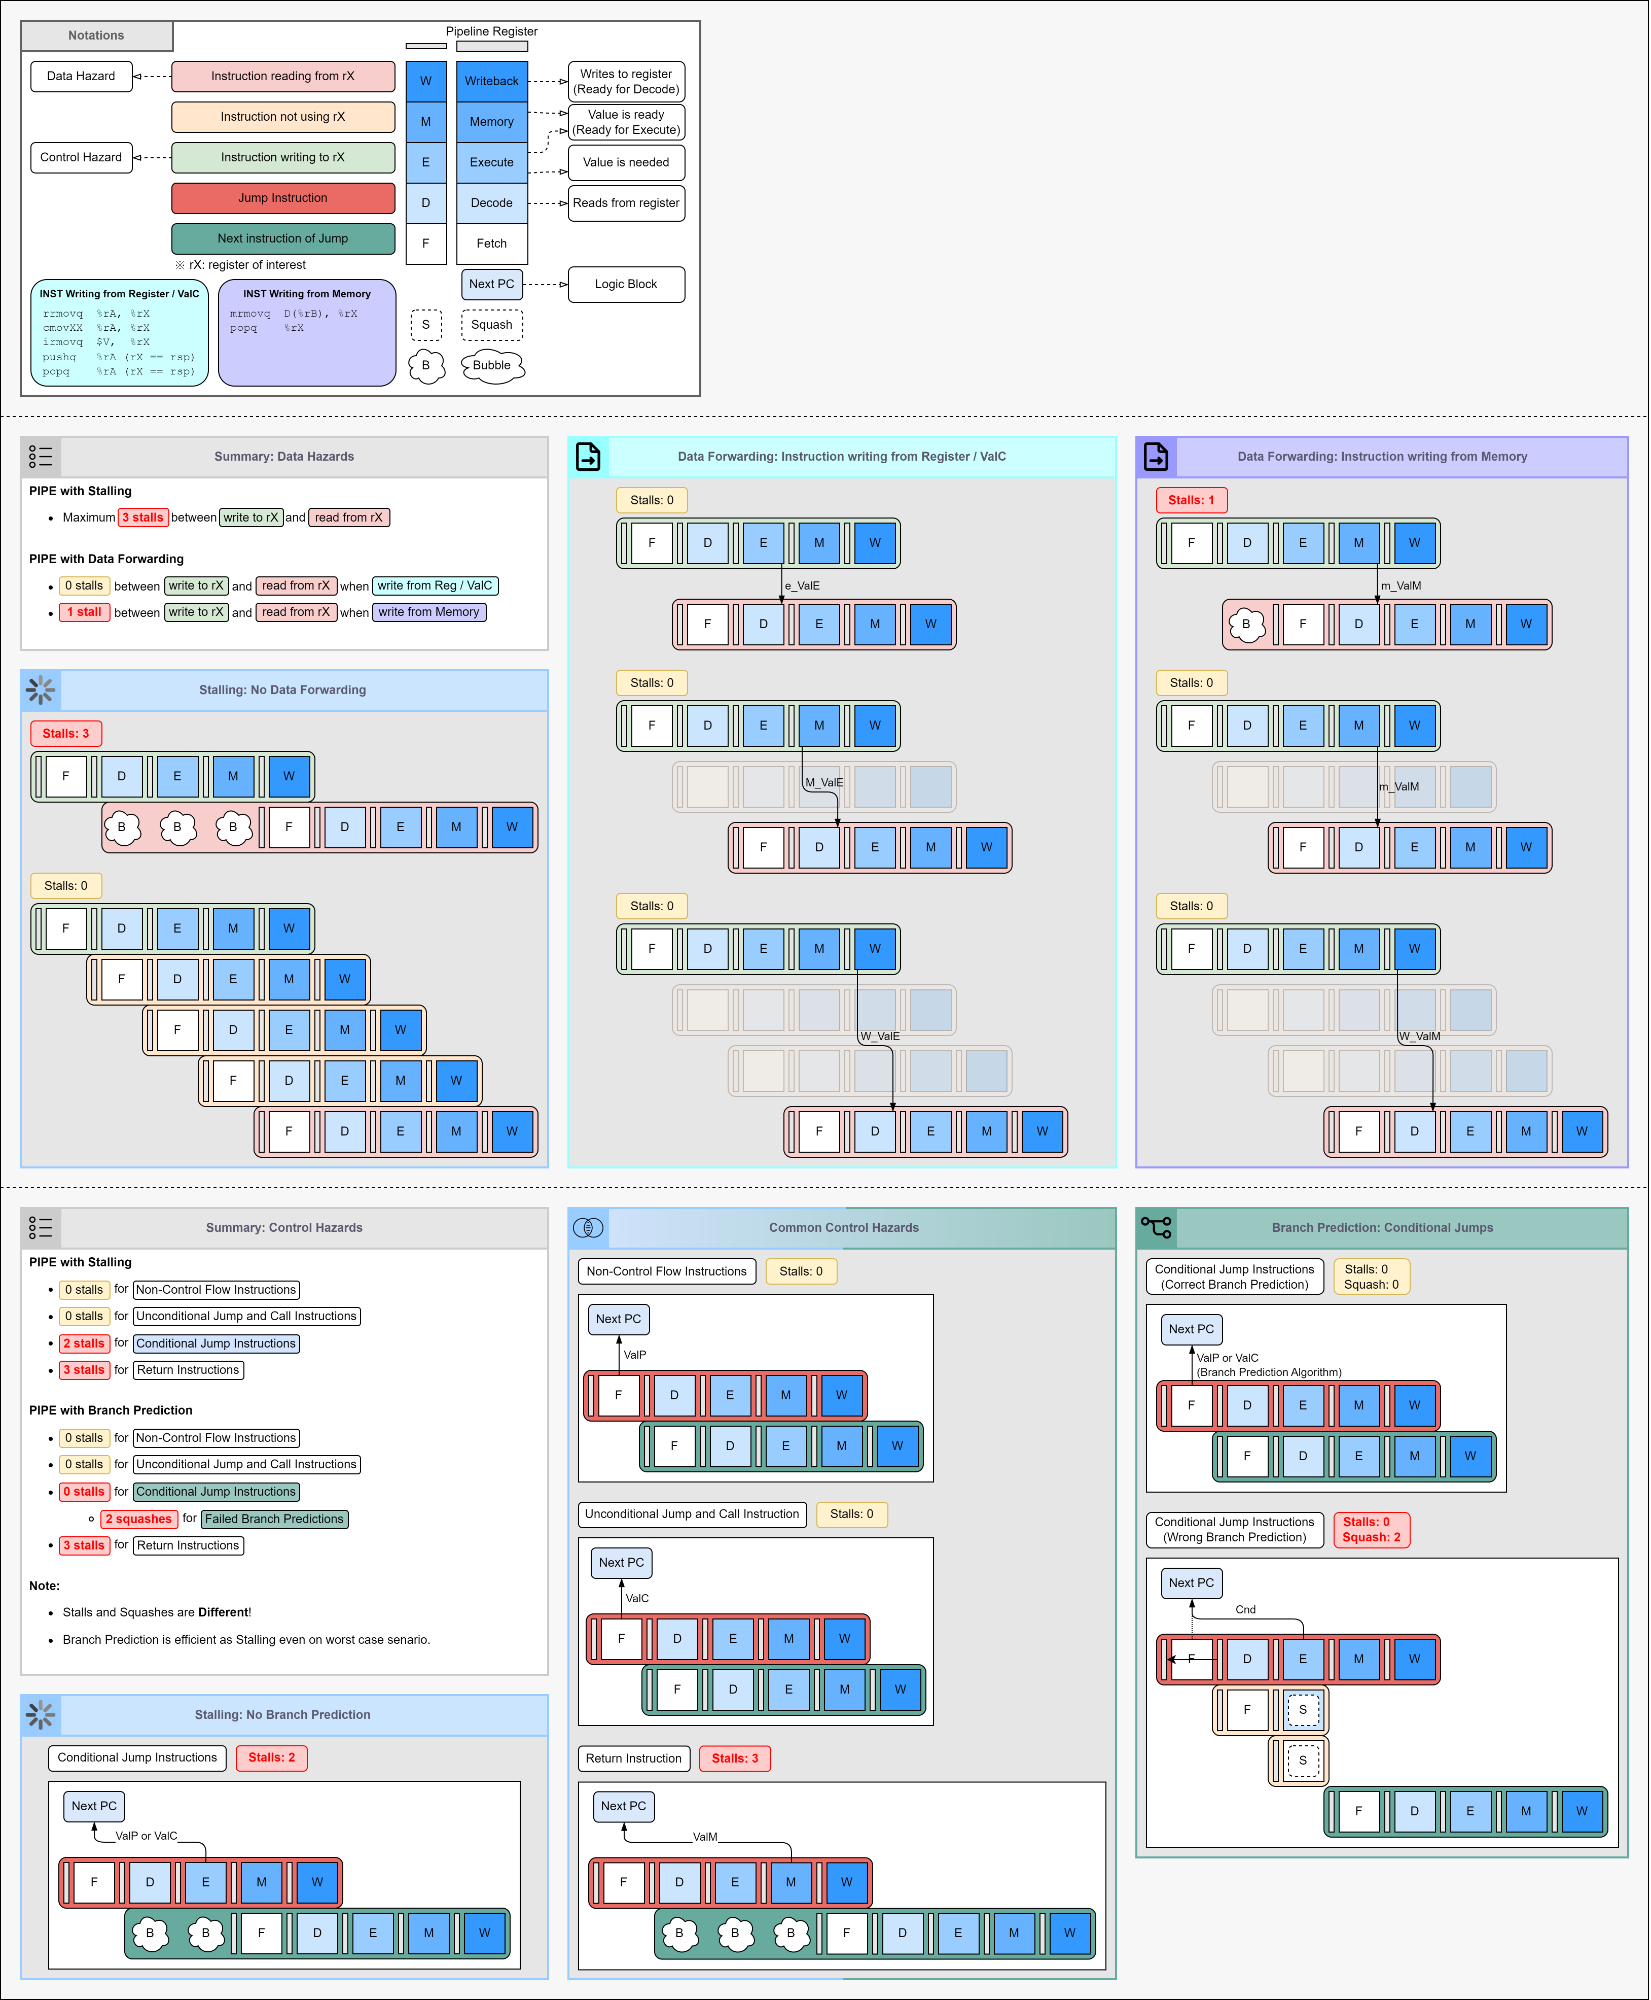 Notations
Pipeline Register
Data Hazard
Instruction reading from rX
W
Writeback
Writes to register
(Ready for Decode)
Instruction not using rX
M
Memory
Value is ready
(Ready for Execute)
Control Hazard
Instruction writing to rX
E
Execute
Value is needed
Jump Instruction
D
Decode
Reads from register
Next instruction of Jump
F
Fetch
※ rX: register of interest
Next PC
Logic Block
INST Writing from Register / ValC
rrmovq %rA, %rX
cmovXX %rA, %rX
irmovq $V, %rX
pushq %rA (rX == rsp)
popq %rA (rX == rsp)
INST Writing from Memory
mrmovq D(%rB), %rX
popq %rX
S
Squash
B
Bubble
Summary: Data Hazards
PIPE with Stalling
• Maximum 3 stalls between write to rX and read from rX
PIPE with Data Forwarding
• 0 stalls between write to rX and read from rX when write from Reg / ValC
• 1 stall between write to rX and read from rX when write from Memory
Stalling: No Data Forwarding
Stalls: 3
F D E M W
B B B F D E M W
Stalls: 0
F D E M W
F D E M W
F D E M W
F D E M W
F D E M W
Data Forwarding: Instruction writing from Register / ValC
Stalls: 0
F D E M W
e_ValE
F D E M W
Stalls: 0
F D E M W
M_ValE
F D E M W
Stalls: 0
F D E M W
W_ValE
F D E M W
Data Forwarding: Instruction writing from Memory
Stalls: 1
F D E M W
m_ValM
B F D E M W
Stalls: 0
F D E M W
m_ValM
F D E M W
Stalls: 0
F D E M W
W_ValM
F D E M W
Summary: Control Hazards
PIPE with Stalling
• 0 stalls for Non-Control Flow Instructions
• 0 stalls for Unconditional Jump and Call Instructions
• 2 stalls for Conditional Jump Instructions
• 3 stalls for Return Instructions
PIPE with Branch Prediction
• 0 stalls for Non-Control Flow Instructions
• 0 stalls for Unconditional Jump and Call Instructions
• 0 stalls for Conditional Jump Instructions
2 squashes for Failed Branch Predictions
• 3 stalls for Return Instructions
Note:
• Stalls and Squashes are Different!
• Branch Prediction is efficient as Stalling even on worst case senario.
Stalling: No Branch Prediction
Conditional Jump Instructions
Stalls: 2
Next PC
ValP or ValC
F D E M W
B B F D E M W
Common Control Hazards
Non-Control Flow Instructions
Stalls: 0
Next PC
ValP
F D E M W
F D E M W
Unconditional Jump and Call Instruction
Stalls: 0
Next PC
ValC
F D E M W
F D E M W
Return Instruction
Stalls: 3
Next PC
ValM
F D E M W
B B B F D E M W
Branch Prediction: Conditional Jumps
Conditional Jump Instructions
(Correct Branch Prediction)
Stalls: 0
Squash: 0
Next PC
ValP or ValC
(Branch Prediction Algorithm)
F D E M W
F D E M W
Conditional Jump Instructions
(Wrong Branch Prediction)
Stalls: 0
Squash: 2
Next PC
Cnd
F D E M W
F S
S
F D E M W